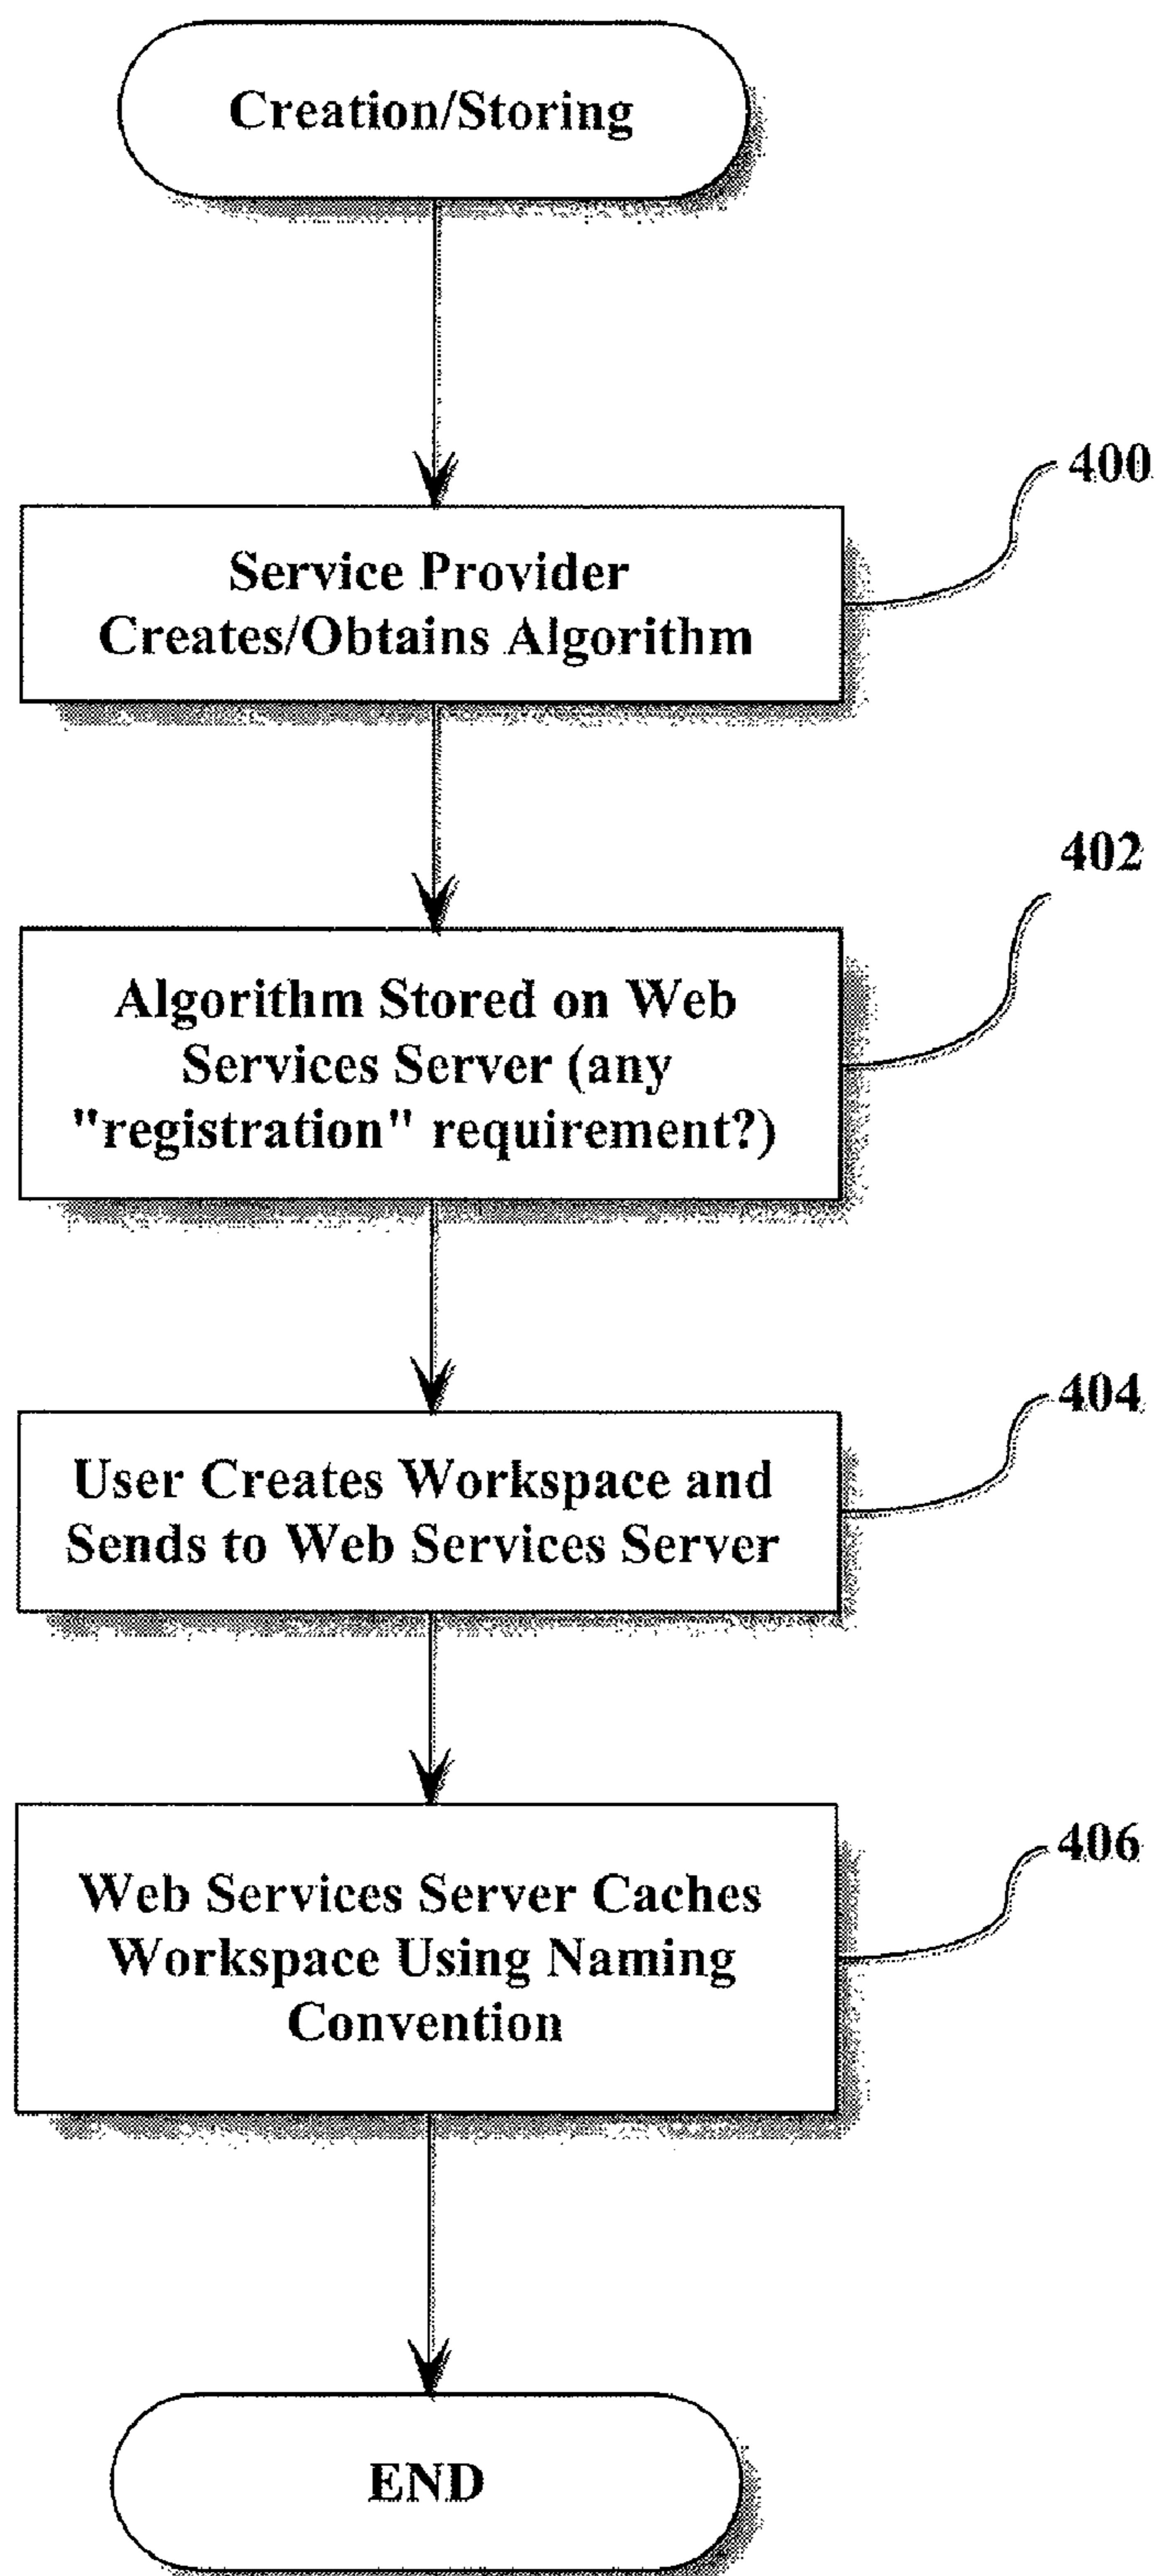 Creation/Storing
400
Service Provider
Creates/Obtains Algorithm
402
Algorithm Stored on Web
Services Server (any
"registration" requirement?)
404
User Creates Workspace and
Sends to Web Services Server
406
Web Services Server Caches
Workspace Using Naming
Convention
END